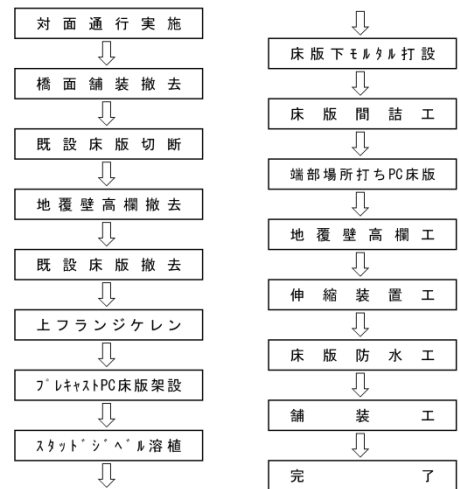 対面通行実施
橋面舗装撤去
既設床版切断
地覆壁高欄撤去
既設床版撤去
上フランジケレン
ﾌﾟﾚｷｬｽﾄPC床版架設
ｽﾀｯﾄﾞｼﾞﾍﾞﾙ溶植
床版下ﾓﾙﾀﾙ打設
床版間詰工
端部場所打ちPC床版
地覆壁高欄工
伸縮装置工
床版防水工
舗装工
完了